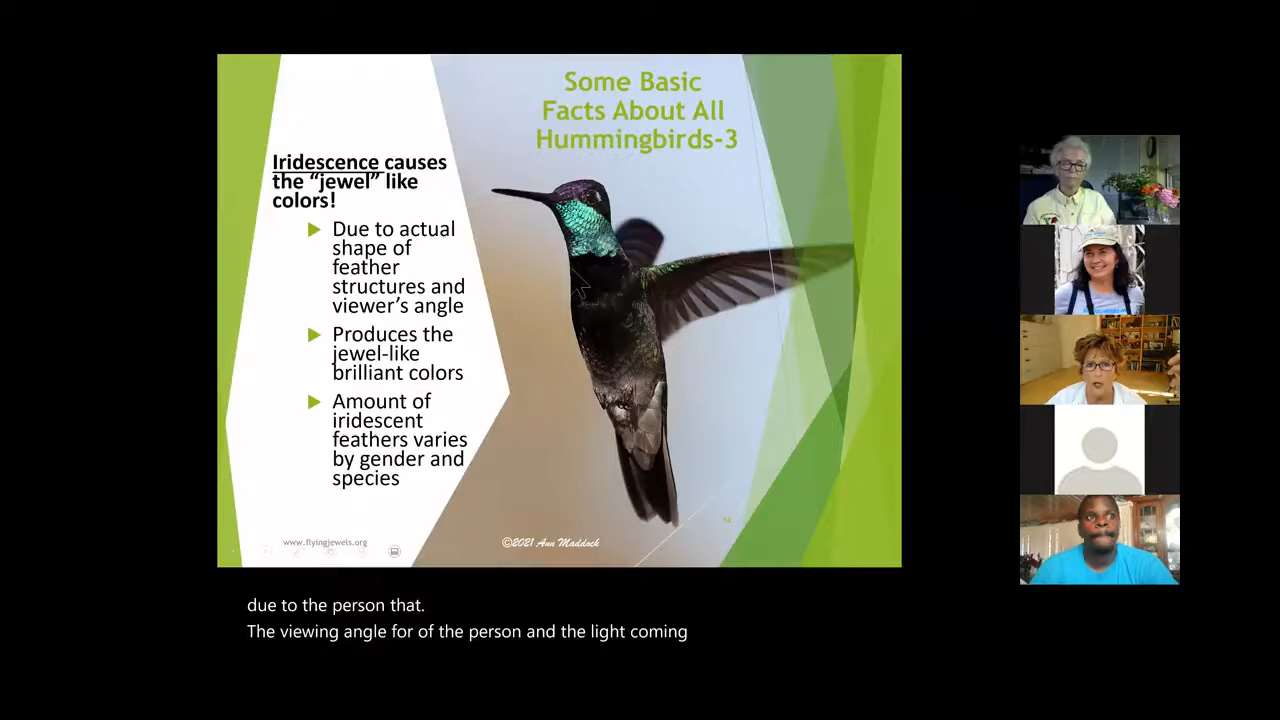 Some Basic
Facts About All
Hummingbirds-3
Iridescence causes
the “jewel” like
colors!
Due to actual
shape of
feather
structures and
viewer’s angle
Produces the
jewel-like
brilliant colors
Amount of
iridescent
feathers varies
by gender and
species
14
www.flyingjewels.org
©2021 Ann Maddock
due to the person that.
The viewing angle for of the person and the light coming